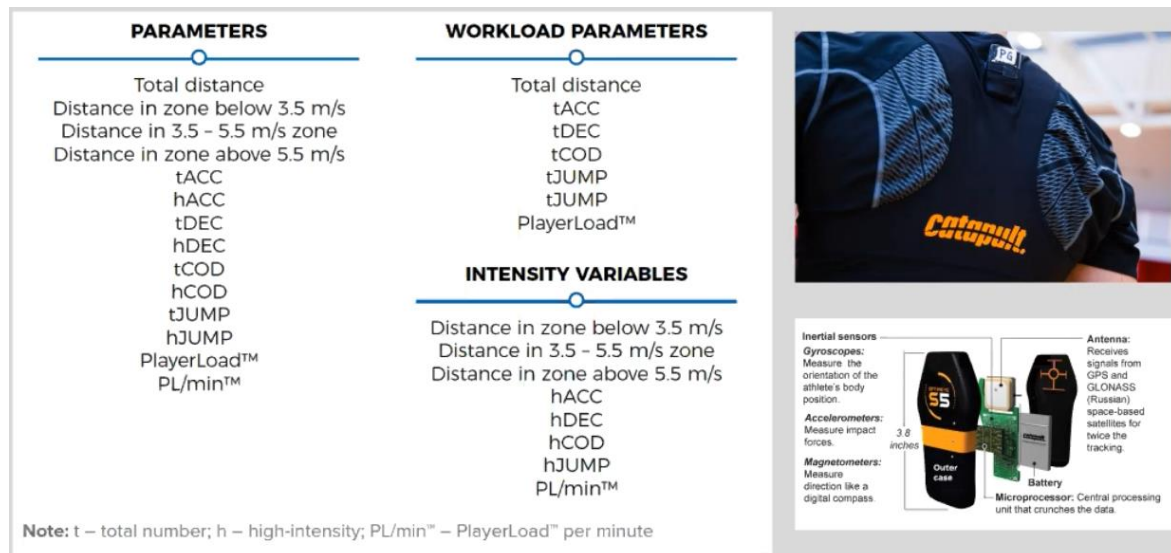 PARAMETERS
Total distance
Distance in zone below 3.5 m/s
Distance in 3.5 – 5.5 m/s zone
Distance in zone above 5.5 m/s
tACC
hACC
tDEC
hDEC
tCOD
hCOD
tJUMP
hJUMP
PlayerLoad™
PL/min™
WORKLOAD PARAMETERS
Total distance
tACC
tDEC
tCOD
tJUMP
tJUMP
PlayerLoad™
INTENSITY VARIABLES
Distance in zone below 3.5 m/s
Distance in 3.5 – 5.5 m/s zone
Distance in zone above 5.5 m/s
hACC
hDEC
hCOD
hJUMP
PL/min™
Note: t – total number; h – high-intensity; PL/min™ – PlayerLoad™ per minute
P6
catapult
Inertial sensors
Gyroscopes:
Measure the
orientation of the
athlete's body
position.
Accelerometers:
Measure impact
forces.
Magnetometers:
Measure
direction like a
digital compass.
3.8
inches
S5
Outer
case
catapult
Battery
Antenna:
Receives
signals from
GPS and
GLONASS
(Russian)
space-based
satellites for
twice the
tracking.
Microprocessor: Central processing
unit that crunches the data.